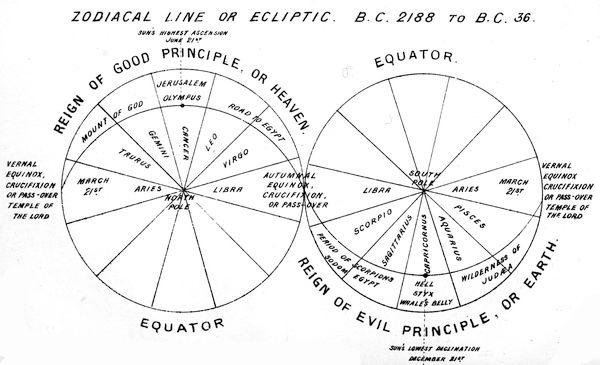 ZODIACAL LINE OR ECLIPTIC. B.C. 2188 TO B.C. 36.
SUN'S HIGHEST ASCENSION
JUNE 21ST
REIGN OF GOOD PRINCIPLE, OR HEAVEN.
JERUSALEM
OLYMPUS
MOUNT OF GOD
ROAD TO EGYPT
TAURUS
GEMINI
CANCER
LEO
VIRGO
VERNAL
EQUINOX,
CRUCIFIXION
OR PASS-OVER
TEMPLE OF
THE LORD
MARCH
21ST
ARIES
NORTH
POLE
LIBRA
AUTUMNAL
EQUINOX,
CRUCIFIXION,
OR PASS-OVER
EQUATOR
EQUATOR.
SOUTH
POLE
LIBRA
ARIES
MARCH
21ST
VERNAL
EQUINOX
CRUCIFIXION
OR PASS-OVER
TEMPLE OF
THE LORD
SCORPIO
SAGITTARIUS
CAPRICORNUS
AQUARIUS
PISCES
PERIOD OF SCORPIONS
SODOM EGYPT
HELL
STYX
WHALE'S BELLY
WILDERNESS OF
JUDÆA
REIGN OF EVIL PRINCIPLE, OR EARTH.
SUN'S LOWEST DECLINATION
DECEMBER 21ST